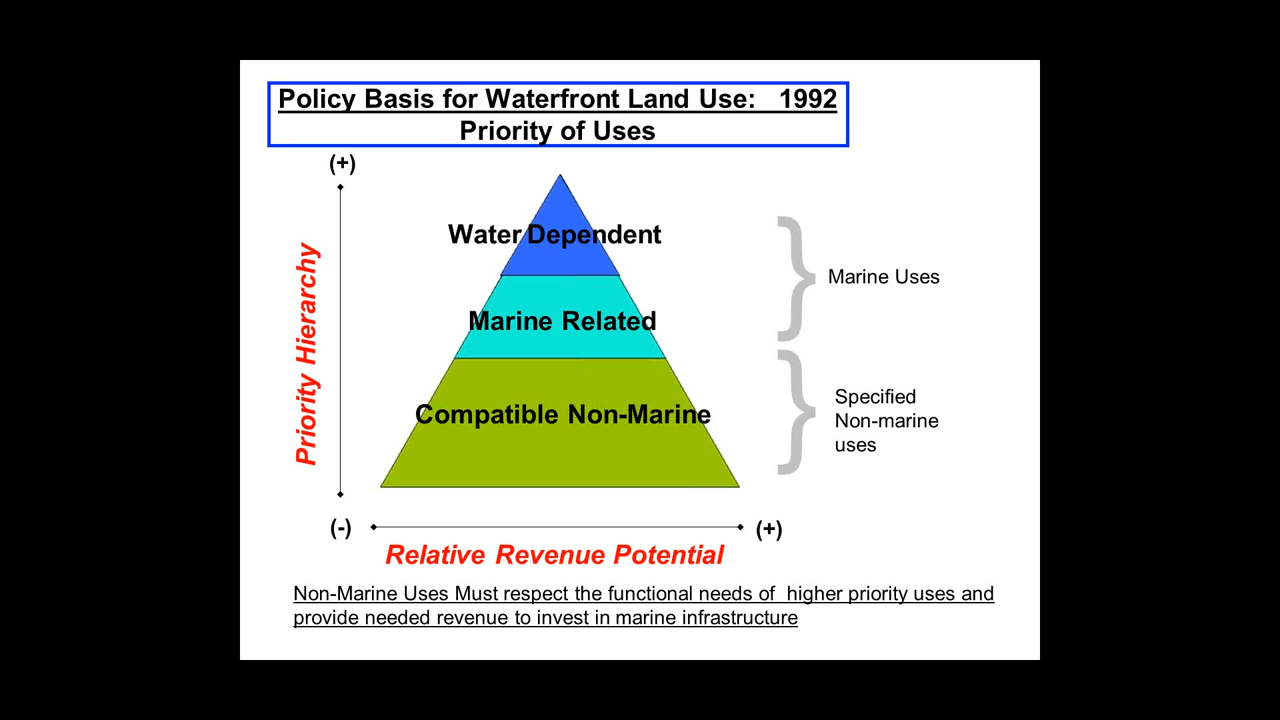 Policy Basis for Waterfront Land Use: 1992
Priority of Uses
(+)
Priority Hierarchy
Water Dependent
Marine Related
Compatible Non-Marine
Marine Uses
Specified
Non-marine
uses
(-)
(+)
Relative Revenue Potential
Non-Marine Uses Must respect the functional needs of higher priority uses and
provide needed revenue to invest in marine infrastructure